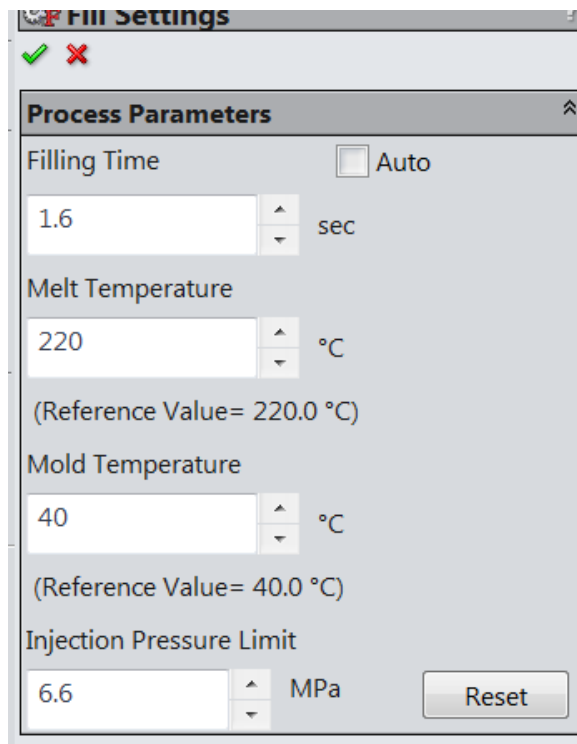 Fill Settings
Process Parameters
Filling Time Auto
1.6 sec
Melt Temperature
220 °C
(Reference Value= 220.0 °C)
Mold Temperature
40 °C
(Reference Value= 40.0 °C)
Injection Pressure Limit
6.6 MPa Reset